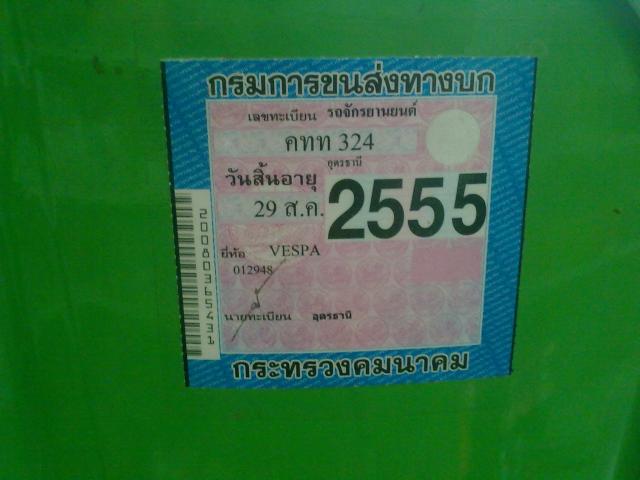 กรมการขนส่งทางบก
เลขทะเบียน รถจักรยานยนต์
คทท 324
อุดรธานี
วันสิ้นอายุ
29 ส.ค. 2555
ยี่ห้อ VESPA
012948
นายทะเบียน อุดรธานี
กระทรวงคมนาคม
2008036543​1